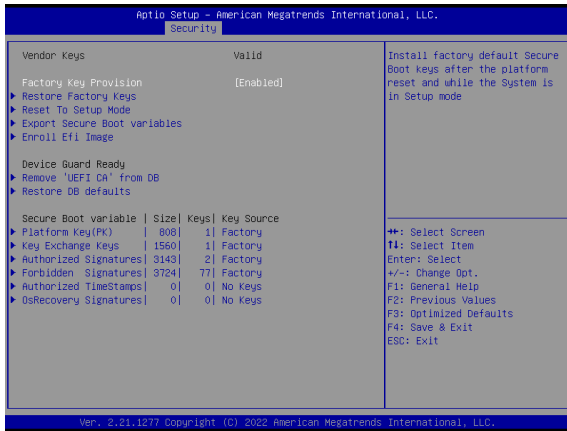 Aptio Setup – American Megatrends International, LLC.
Security
Vendor Keys Valid
Factory Key Provision [Enabled]
Restore Factory Keys
Reset To Setup Mode
Export Secure Boot variables
Enroll Efi Image
Device Guard Ready
Remove 'UEFI CA' from DB
Restore DB defaults
Secure Boot variable | Size| Keys| Key Source
Platform Key(PK) | 808| 1| Factory
Key Exchange Keys | 1560| 1| Factory
Authorized Signatures| 3143| 2| Factory
Forbidden Signatures| 3724| 77| Factory
Authorized TimeStamps| 0| 0| No Keys
OsRecovery Signatures| 0| 0| No Keys
Install factory default Secure
Boot keys after the platform
reset and while the System is
in Setup mode
→←: Select Screen
↑↓: Select Item
Enter: Select
+/-: Change Opt.
F1: General Help
F2: Previous Values
F3: Optimized Defaults
F4: Save & Exit
ESC: Exit
Ver. 2.21.1277 Copyright (C) 2022 American Megatrends International, LLC.